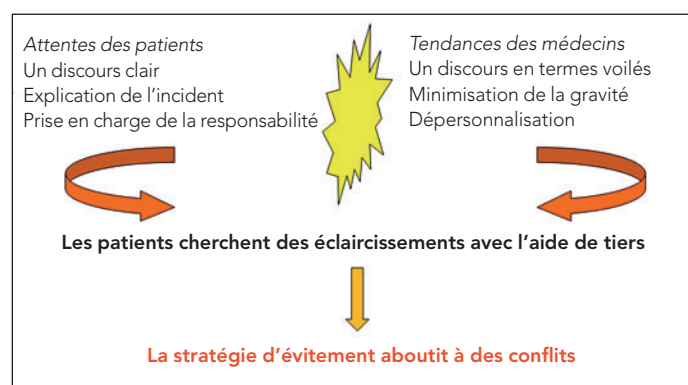 Attentes des patients
Un discours clair
Explication de l'incident
Prise en charge de la responsabilité
Tendances des médecins
Un discours en termes voilés
Minimisation de la gravité
Dépersonnalisation
Les patients cherchent des éclaircissements avec l'aide de tiers
La stratégie d'évitement aboutit à des conflits